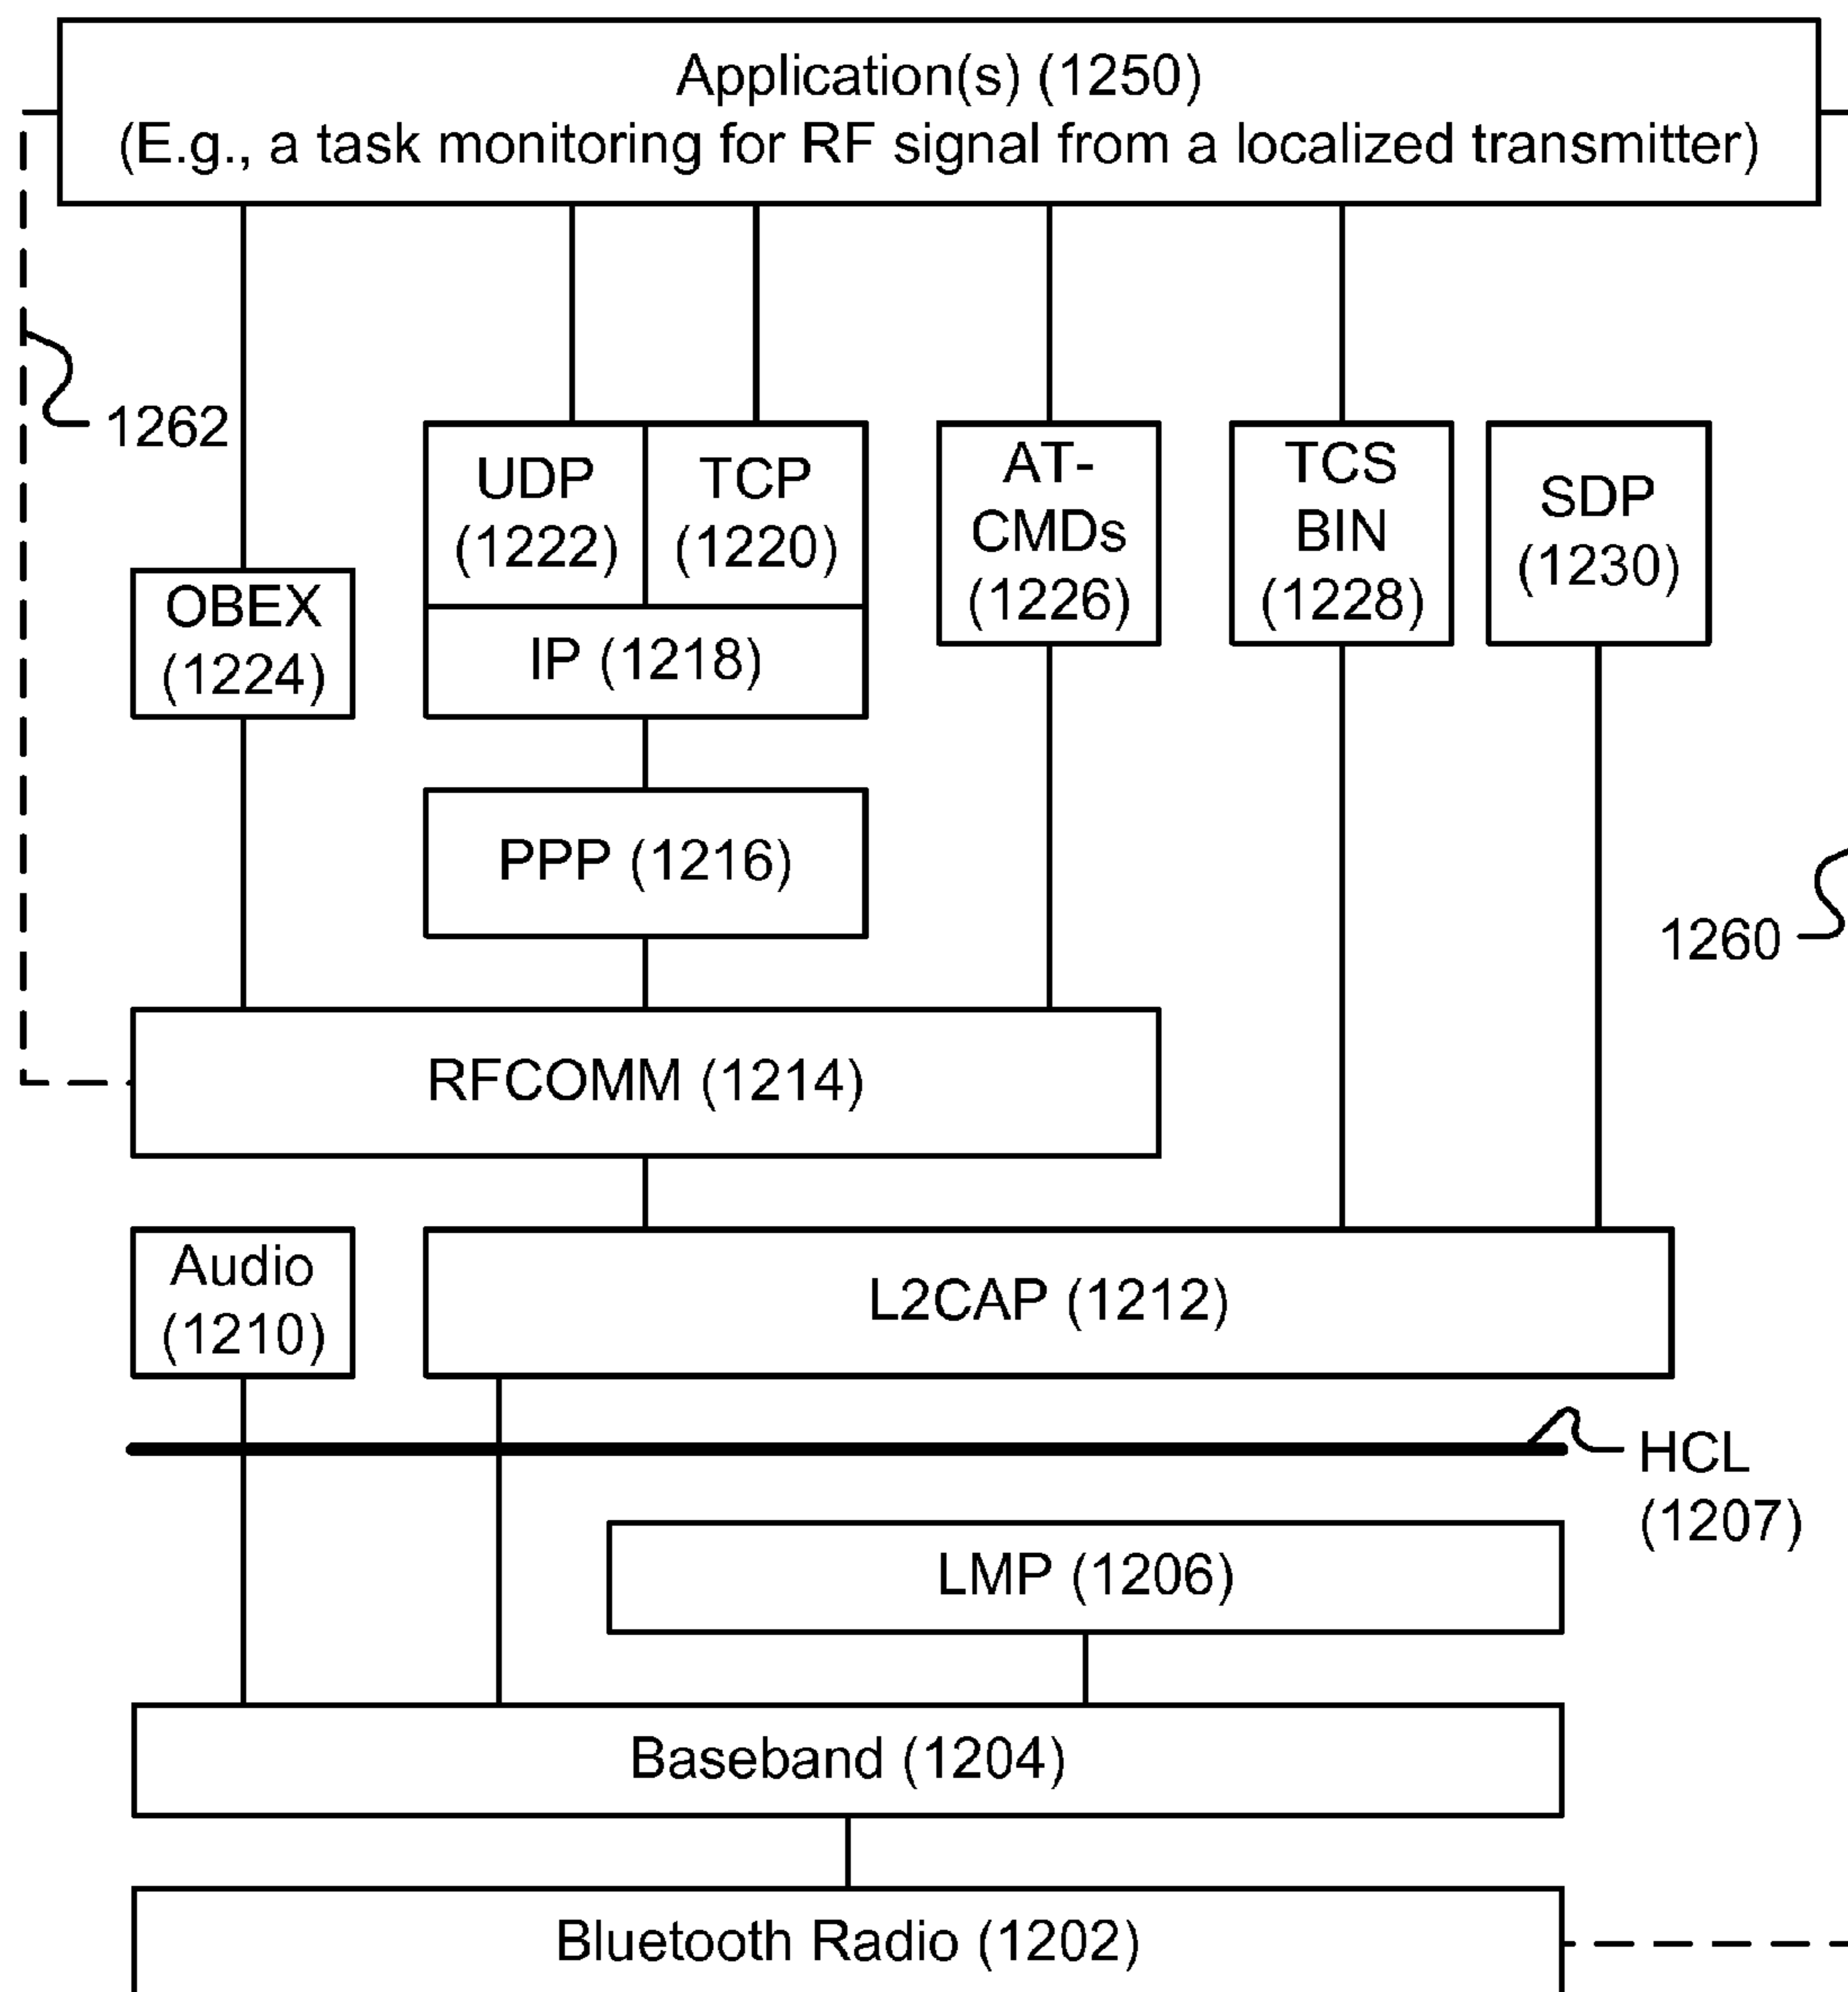 Application(s) (1250)
(E.g., a task monitoring for RF signal from a localized transmitter)
1262
UDP
(1222)
TCP
(1220)
AT-
CMDs
(1226)
TCS
BIN
(1228)
SDP
(1230)
OBEX
(1224)
IP (1218)
PPP (1216)
1260
RFCOMM (1214)
Audio
(1210)
L2CAP (1212)
HCL
(1207)
LMP (1206)
Baseband (1204)
Bluetooth Radio (1202)